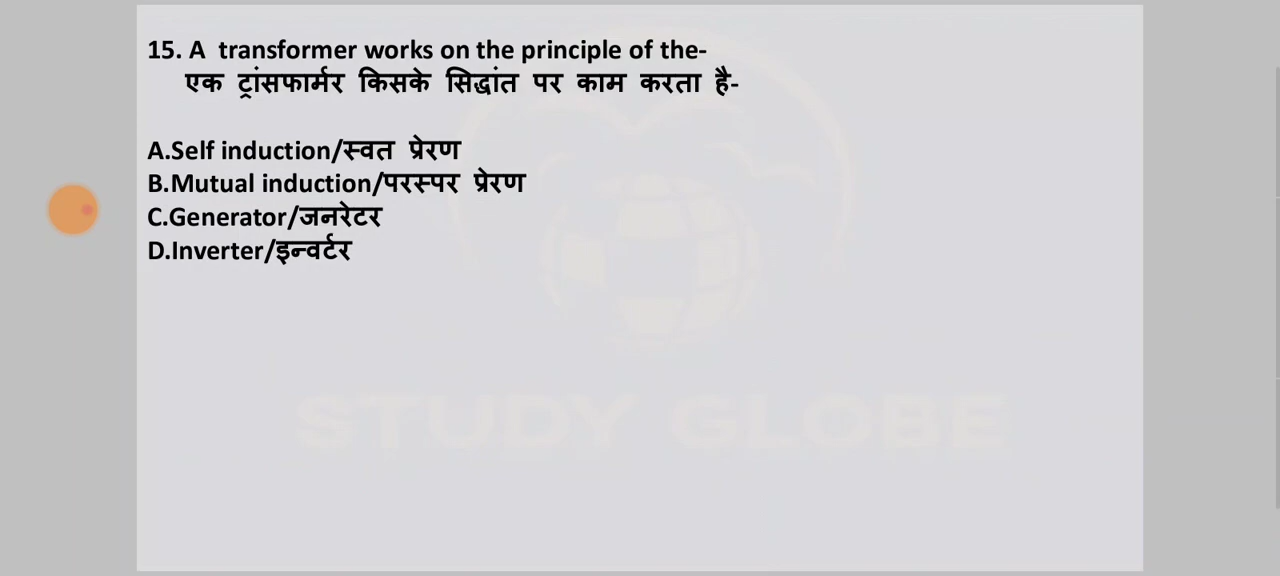 15. A transformer works on the principle of the-
एक ट्रांसफार्मर किसके सिद्धांत पर काम करता है-
A.Self induction/स्वत प्रेरण
B.Mutual induction/परस्पर प्रेरण
C.Generator/जनरेटर
D.Inverter/इन्वर्टर
STUDY GLOBE